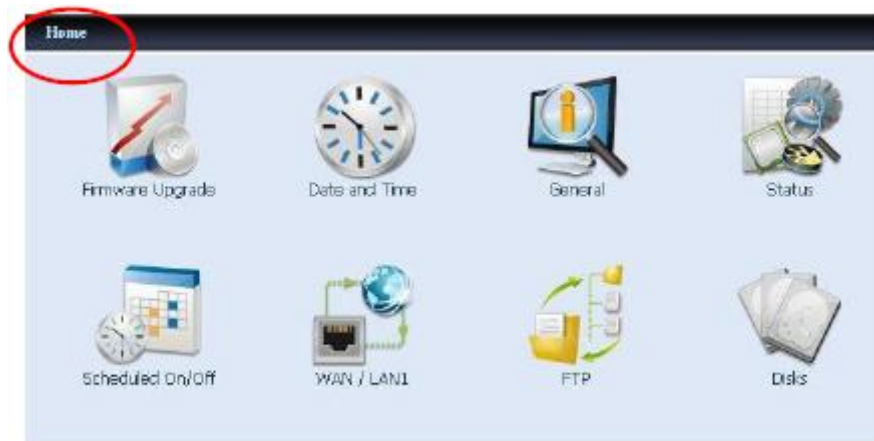 Home
Firmware Upgrade
Date and Time
General
Status
Scheduled On/Off
WAN / LAN1
FTP
Disks